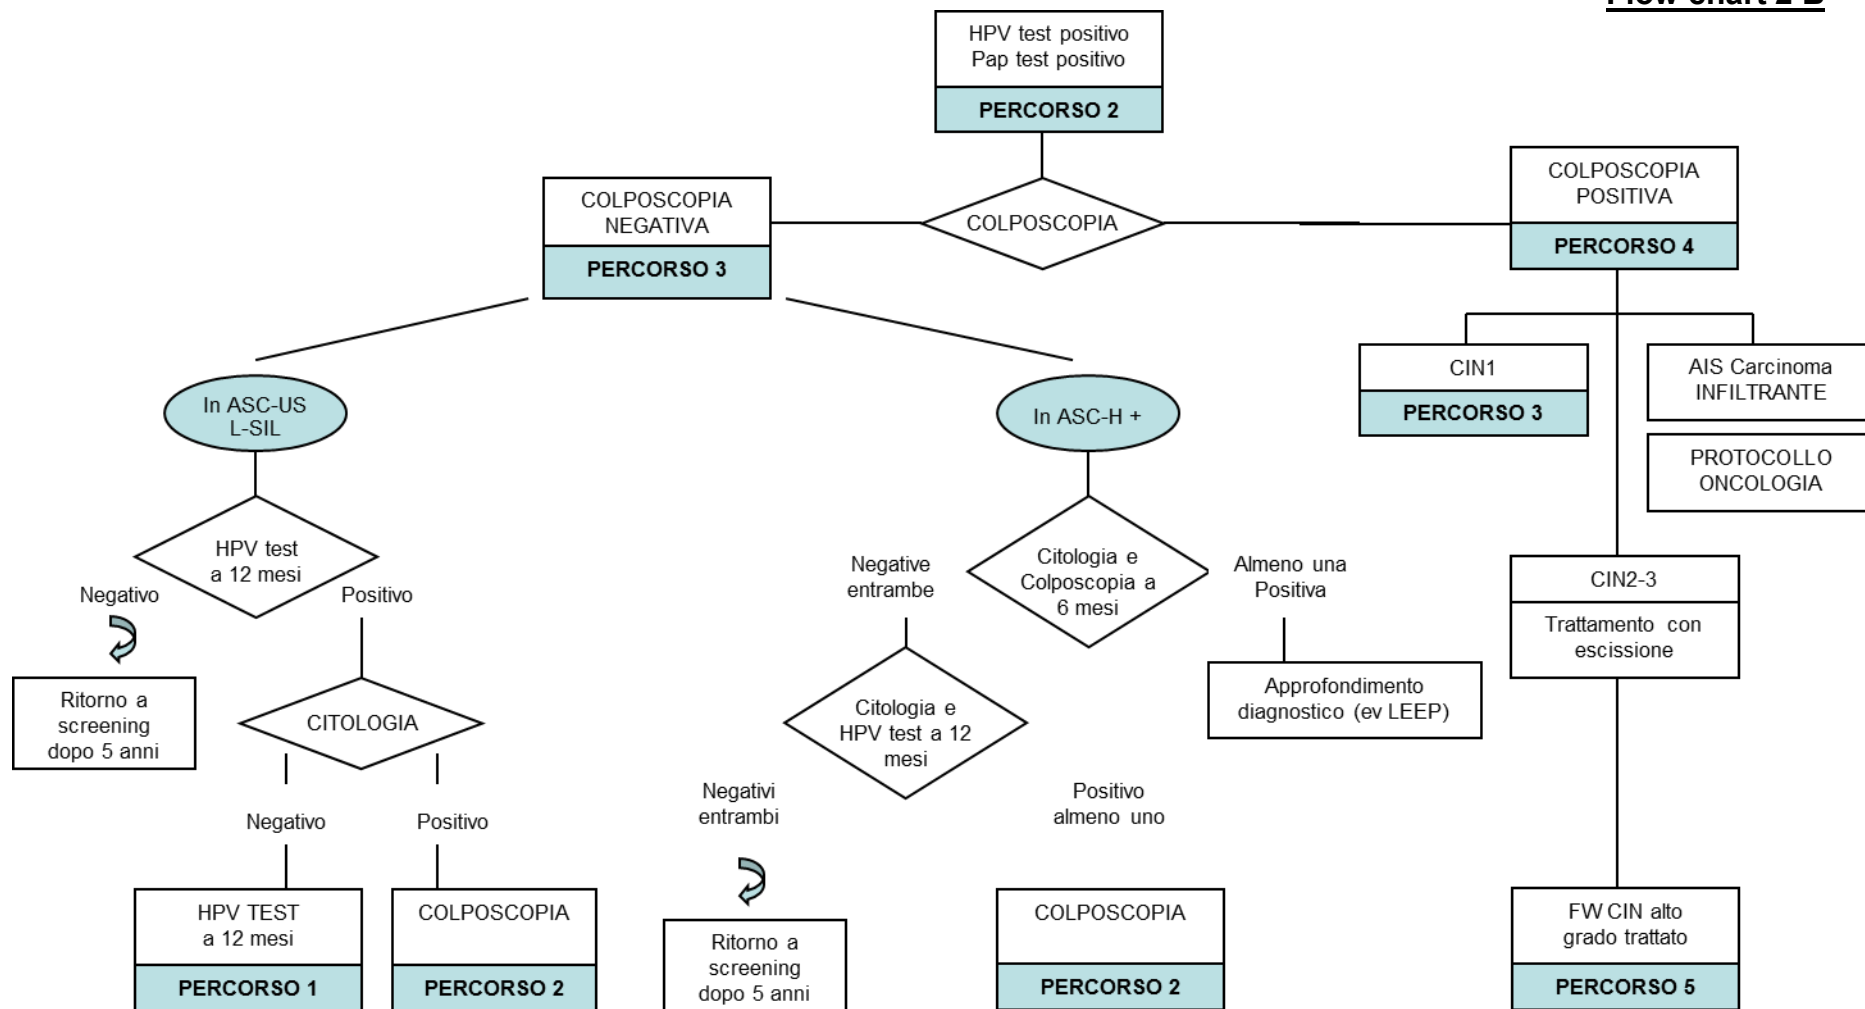 Flow chart 2 B
HPV test positivo
Pap test positivo
PERCORSO 2
COLPOSCOPIA
COLPOSCOPIA
NEGATIVA
PERCORSO 3
COLPOSCOPIA
POSITIVA
PERCORSO 4
In ASC-US
L-SIL
In ASC-H +
CIN1
PERCORSO 3
AIS Carcinoma
INFILTRANTE
PROTOCOLLO
ONCOLOGIA
HPV test
a 12 mesi
Negativo
Positivo
Ritorno a
screening
dopo 5 anni
CITOLOGIA
Negativo
Positivo
HPV TEST
a 12 mesi
PERCORSO 1
COLPOSCOPIA
PERCORSO 2
Citologia e
Colposcopia a
6 mesi
Negative
entrambe
Almeno una
Positiva
Citologia e
HPV test a 12
mesi
Approfondimento
diagnostico (ev LEEP)
Negativi
entrambi
Positivo
almeno uno
Ritorno a
screening
dopo 5 anni
COLPOSCOPIA
PERCORSO 2
CIN2-3
Trattamento con
escissione
FW CIN alto
grado trattato
PERCORSO 5